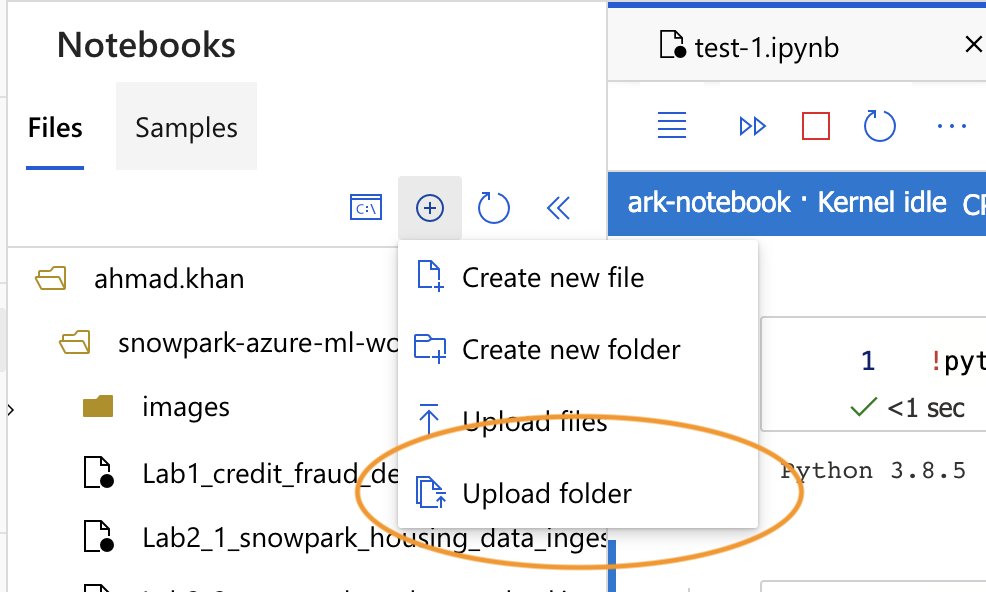 Notebooks
Files
Samples
C:\
ahmad.khan
snowpark-azure-ml-wo
images
Lab1_credit_fraud_de
Lab2_1_snowpark_housing_data_inges
Create new file
Create new folder
Upload files
Upload folder
test-1.ipynb
ark-notebook · Kernel idle CP
1 !pyt
<1 sec
Python 3.8.5